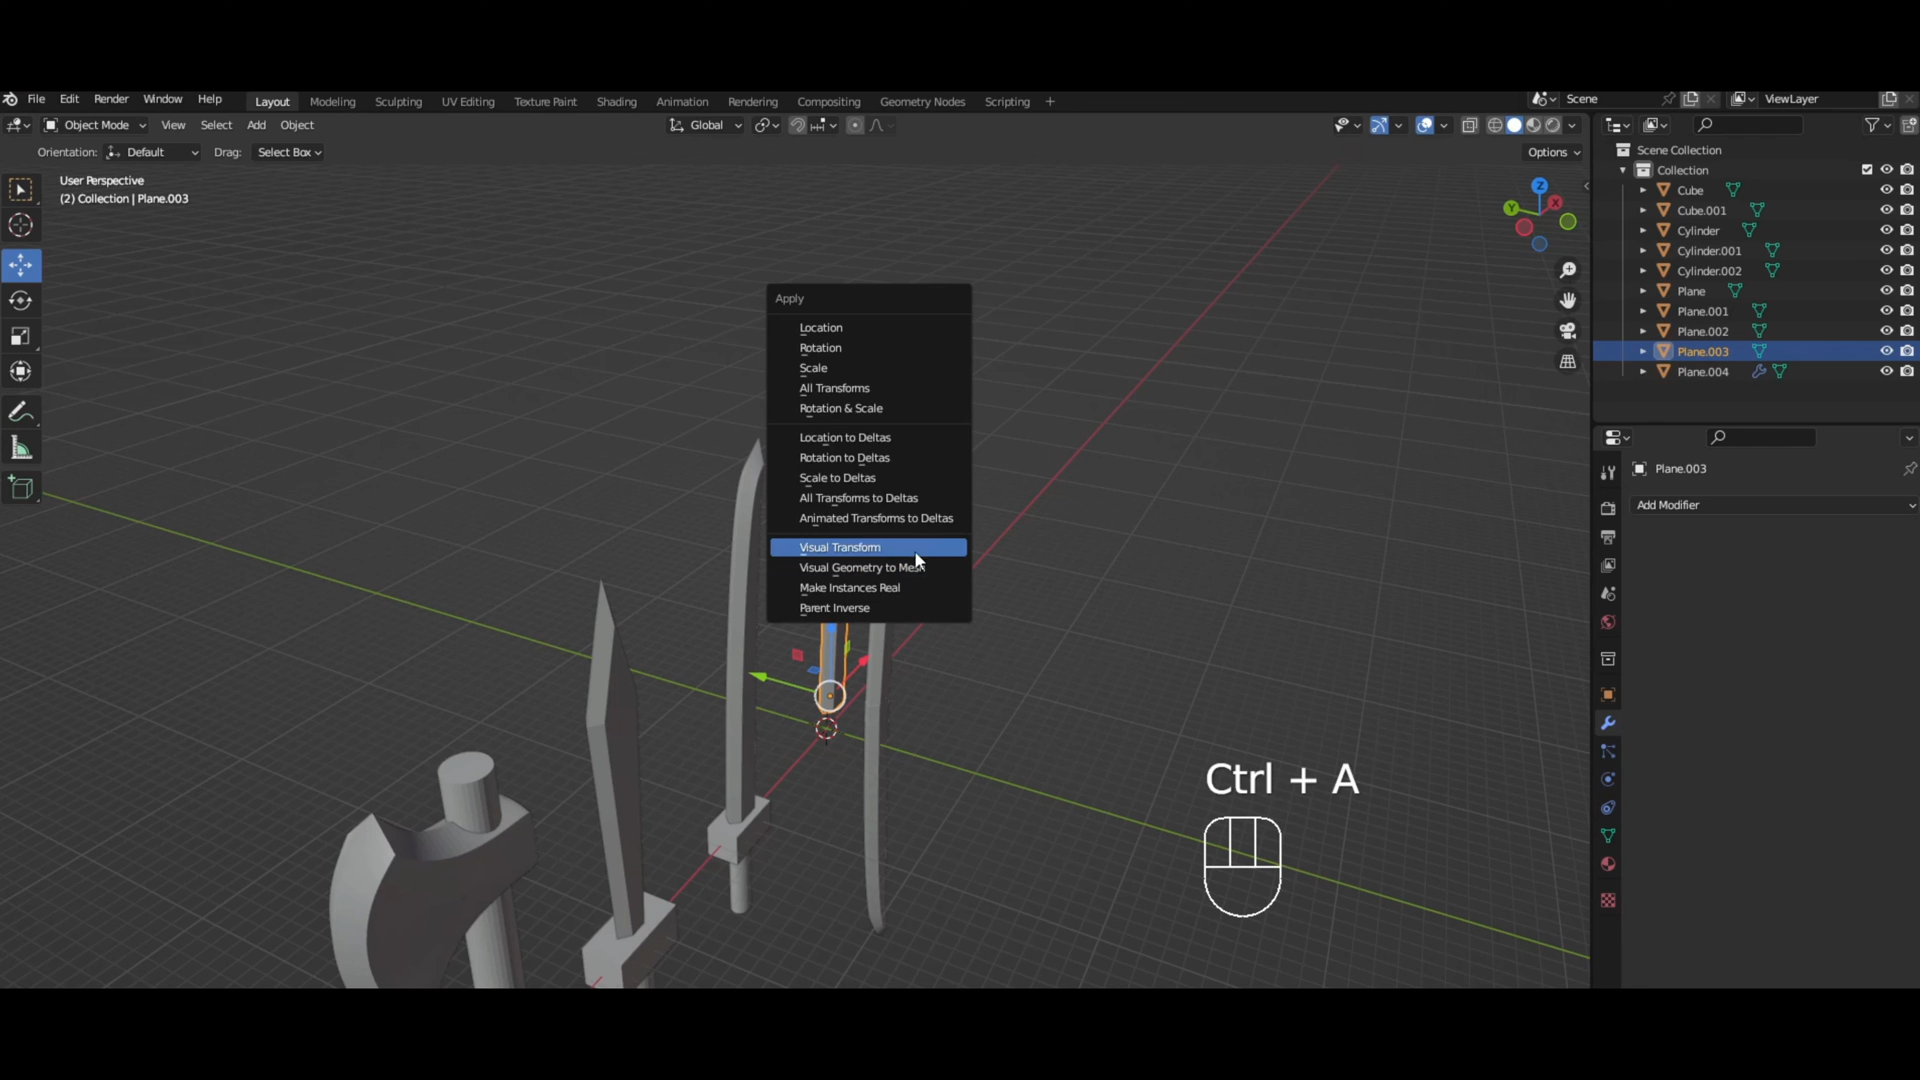 File Edit Render Window Help Layout Modeling Sculpting UV Editing Texture Paint Shading Animation Rendering Compositing Geometry Nodes Scripting + Scene ViewLayer
Object Mode View Select Add Object Global
Orientation: Default Drag: Select Box Options
User Perspective
(2) Collection | Plane.003
Z
X
Y
Apply
Location
Rotation
Scale
All Transforms
Rotation & Scale
Location to Deltas
Rotation to Deltas
Scale to Deltas
All Transforms to Deltas
Animated Transforms to Deltas
Visual Transform
Visual Geometry to Mesh
Make Instances Real
Parent Inverse
Ctrl + A
Scene Collection
Collection
Cube
Cube.001
Cylinder
Cylinder.001
Cylinder.002
Plane
Plane.001
Plane.002
Plane.003
Plane.004
Plane.003
Add Modifier